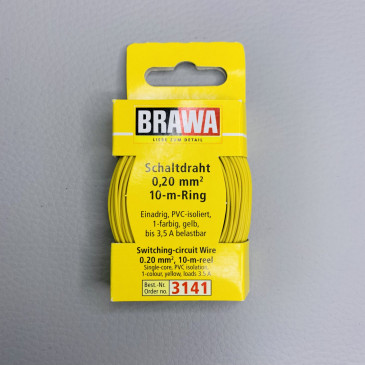 BRAWA
LIEBE ZUM DETAIL
Schaltdraht
0,20 mm²
10-m-Ring
Einadrig, PVC-isoliert,
1-farbig, gelb,
bis 3,5 A belastbar
Switching-circuit Wire
0.20 mm², 10-m-reel
Single-core, PVC isolation,
1-colour, yellow, loads 3.5 A
Best.-Nr.
Order no.
3141